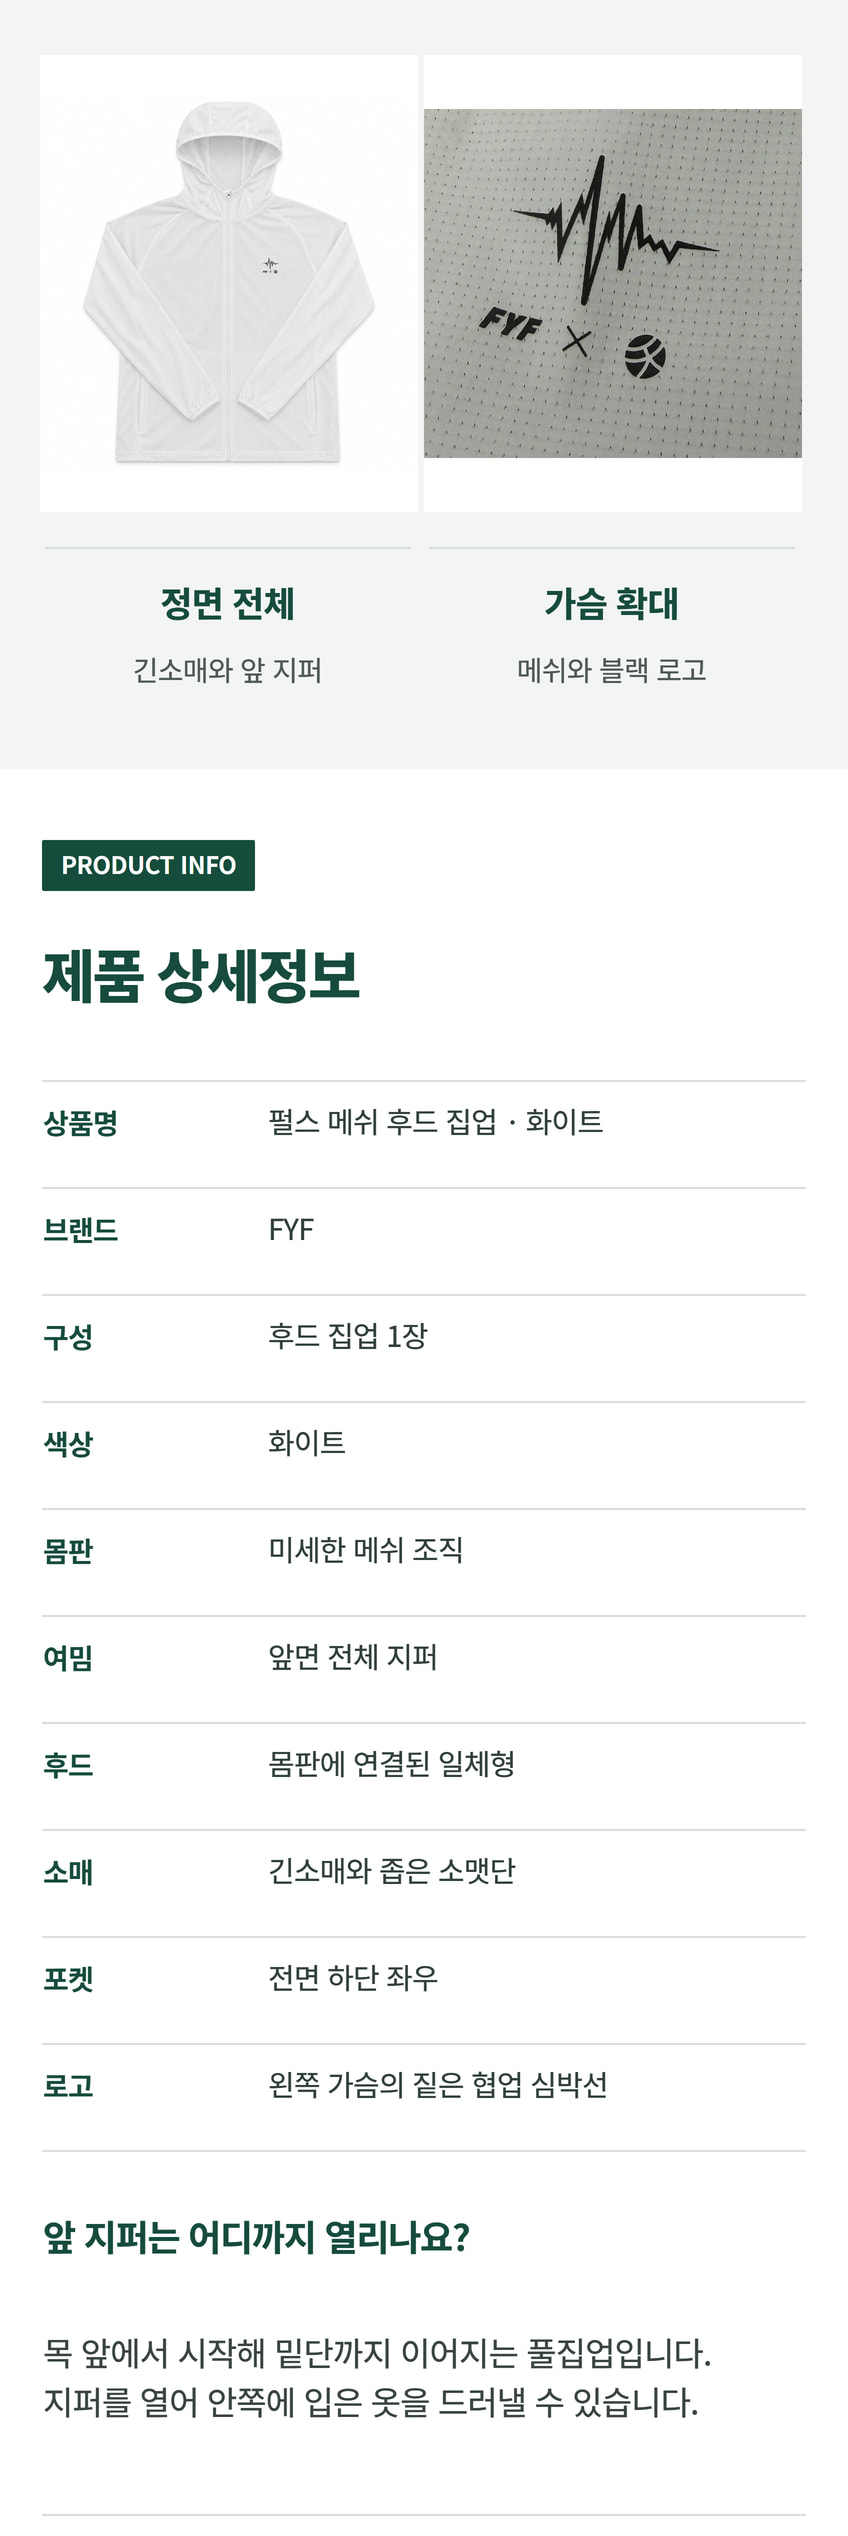 FYF
정면 전체
가슴 확대
긴소매와 앞 지퍼
메쉬와 블랙 로고
PRODUCT INFO
제품 상세정보
상품명 펄스 메쉬 후드 집업 · 화이트
브랜드 FYF
구성 후드 집업 1장
색상 화이트
몸판 미세한 메쉬 조직
여밈 앞면 전체 지퍼
후드 몸판에 연결된 일체형
소매 긴소매와 좁은 소맷단
포켓 전면 하단 좌우
로고 왼쪽 가슴의 짙은 협업 심박선
앞 지퍼는 어디까지 열리나요?
목 앞에서 시작해 밑단까지 이어지는 풀집업입니다.
지퍼를 열어 안쪽에 입은 옷을 드러낼 수 있습니다.